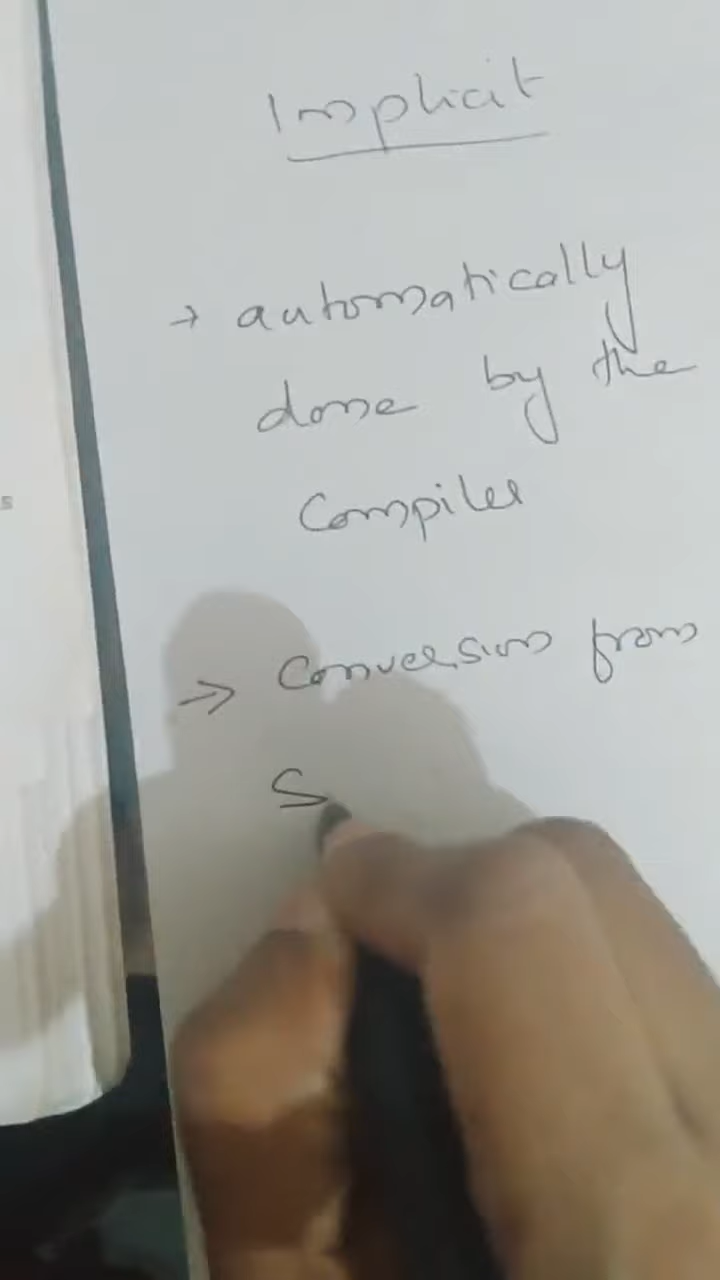 Implicit
→ automatically
done by the
Compiler
→ Conversion from
S